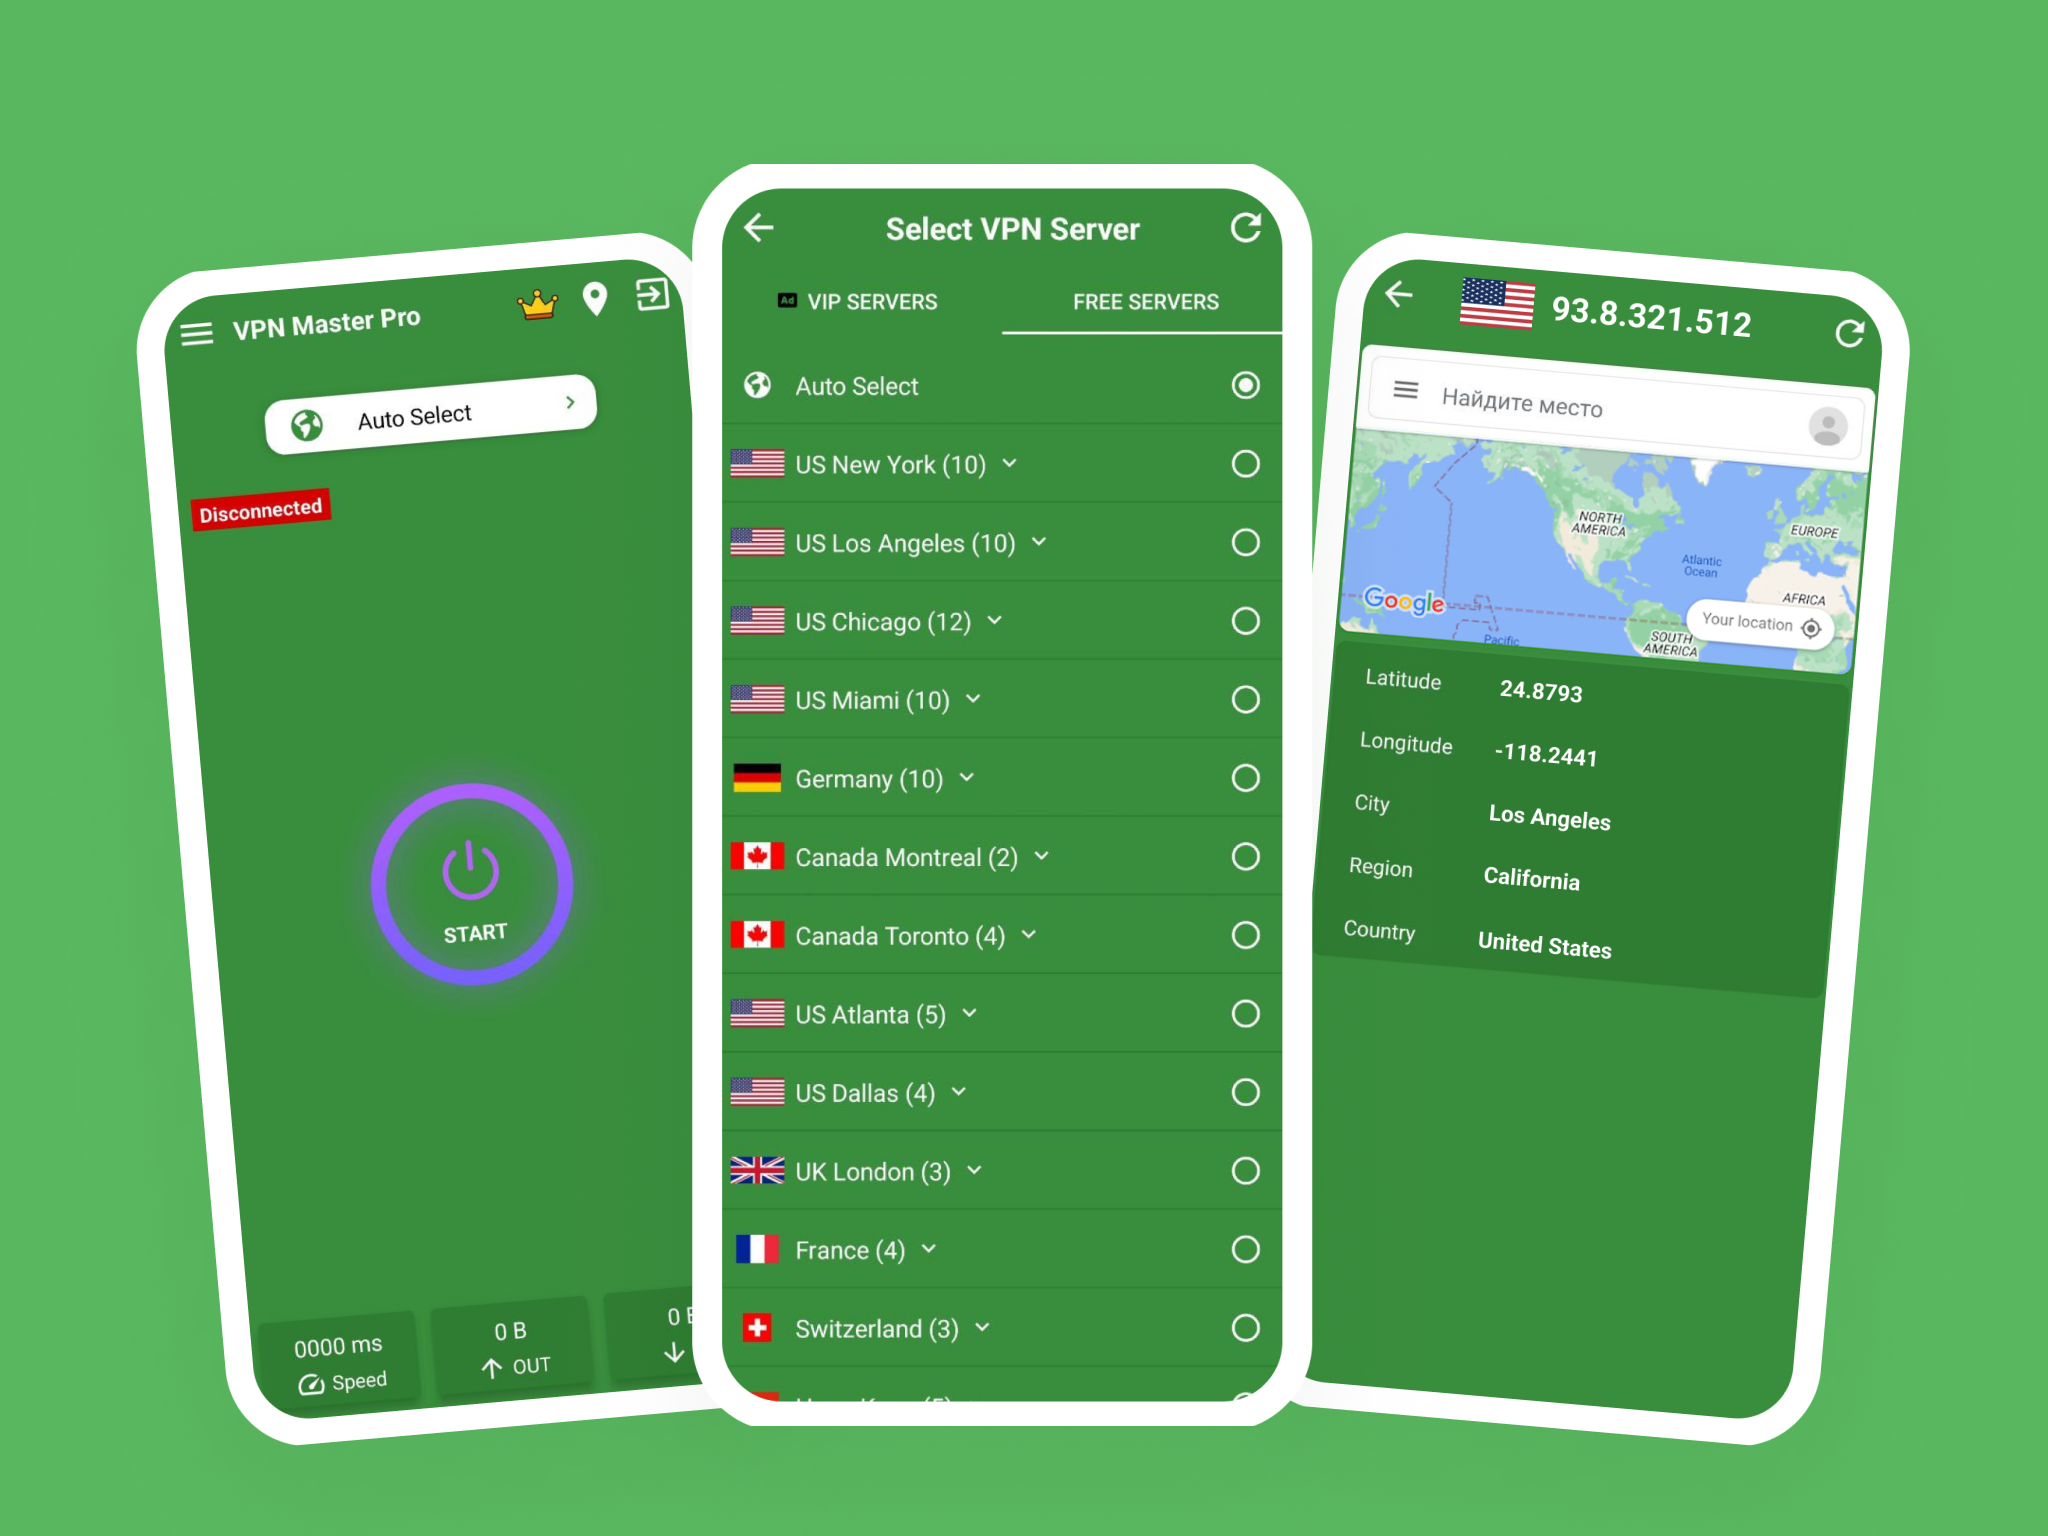 VPN Master Pro
Auto Select
Disconnected
START
0000 ms
Speed
0 B
OUT
0
Select VPN Server
Ad VIP SERVERS
FREE SERVERS
Auto Select
US New York (10)
US Los Angeles (10)
US Chicago (12)
US Miami (10)
Germany (10)
Canada Montreal (2)
Canada Toronto (4)
US Atlanta (5)
US Dallas (4)
UK London (3)
France (4)
Switzerland (3)
93.8.321.512
Найдите место
NORTH
AMERICA
EUROPE
Atlantic
Ocean
AFRICA
Google
Your location
Pacific
SOUTH
AMERICA
Latitude 24.8793
Longitude -118.2441
City Los Angeles
Region California
Country United States